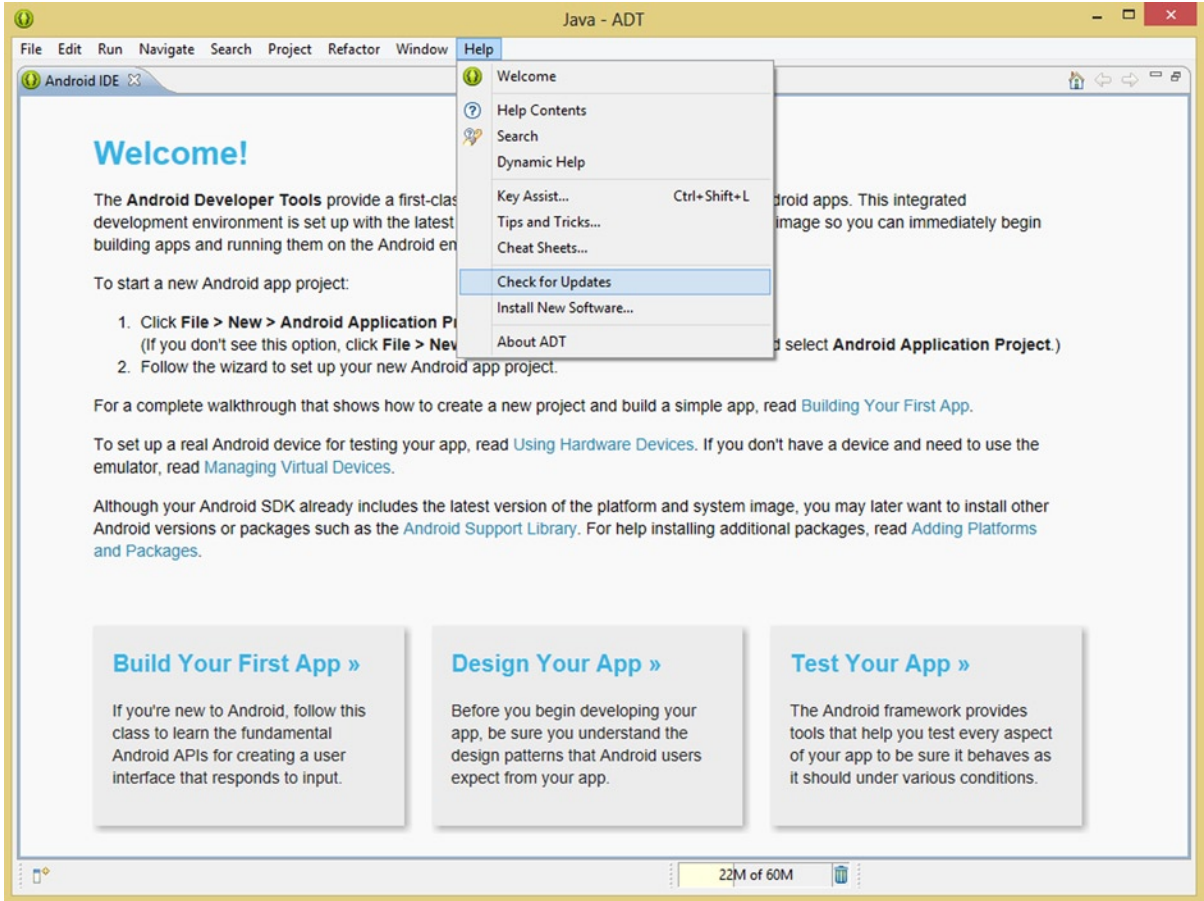 Java - ADT
File Edit Run Navigate Search Project Refactor Window Help
Android IDE
Welcome
Help Contents
Search
Dynamic Help
Key Assist... Ctrl+Shift+L
Tips and Tricks...
Cheat Sheets...
Check for Updates
Install New Software...
About ADT
Welcome!
The Android Developer Tools provide a first-clas droid apps. This integrated
development environment is set up with the latest image so you can immediately begin
building apps and running them on the Android em
To start a new Android app project:
1. Click File > New > Android Application Pr
(If you don't see this option, click File > New d select Android Application Project.)
2. Follow the wizard to set up your new Android app project.
For a complete walkthrough that shows how to create a new project and build a simple app, read Building Your First App.
To set up a real Android device for testing your app, read Using Hardware Devices. If you don't have a device and need to use the
emulator, read Managing Virtual Devices.
Although your Android SDK already includes the latest version of the platform and system image, you may later want to install other
Android versions or packages such as the Android Support Library. For help installing additional packages, read Adding Platforms
and Packages.
Build Your First App »
If you're new to Android, follow this
class to learn the fundamental
Android APIs for creating a user
interface that responds to input.
Design Your App »
Before you begin developing your
app, be sure you understand the
design patterns that Android users
expect from your app.
Test Your App »
The Android framework provides
tools that help you test every aspect
of your app to be sure it behaves as
it should under various conditions.
22M of 60M